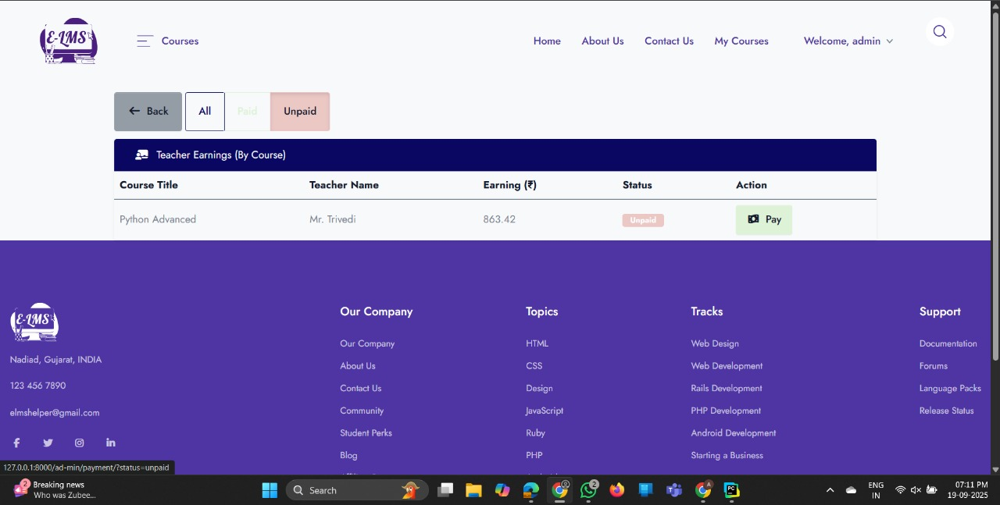 E-LMS
Courses
Home About Us Contact Us My Courses Welcome, admin
Back All Paid Unpaid
Teacher Earnings (By Course)
Course Title Teacher Name Earning (₹) Status Action
Python Advanced Mr. Trivedi 863.42 Unpaid Pay
E-LMS
Nadiad, Gujarat, INDIA
123 456 7890
elmshelper@gmail.com
Our Company
Our Company
About Us
Contact Us
Community
Student Perks
Blog
Topics
HTML
CSS
Design
JavaScript
Ruby
PHP
Tracks
Web Design
Web Development
Rails Development
PHP Development
Android Development
Starting a Business
Support
Documentation
Forums
Language Packs
Release Status
127.0.0.1:8000/ad-min/payment/?status=unpaid
2
Breaking news
Who was Zubee...
Search
2
A
PC
ENG
IN
07:11 PM
19-09-2025